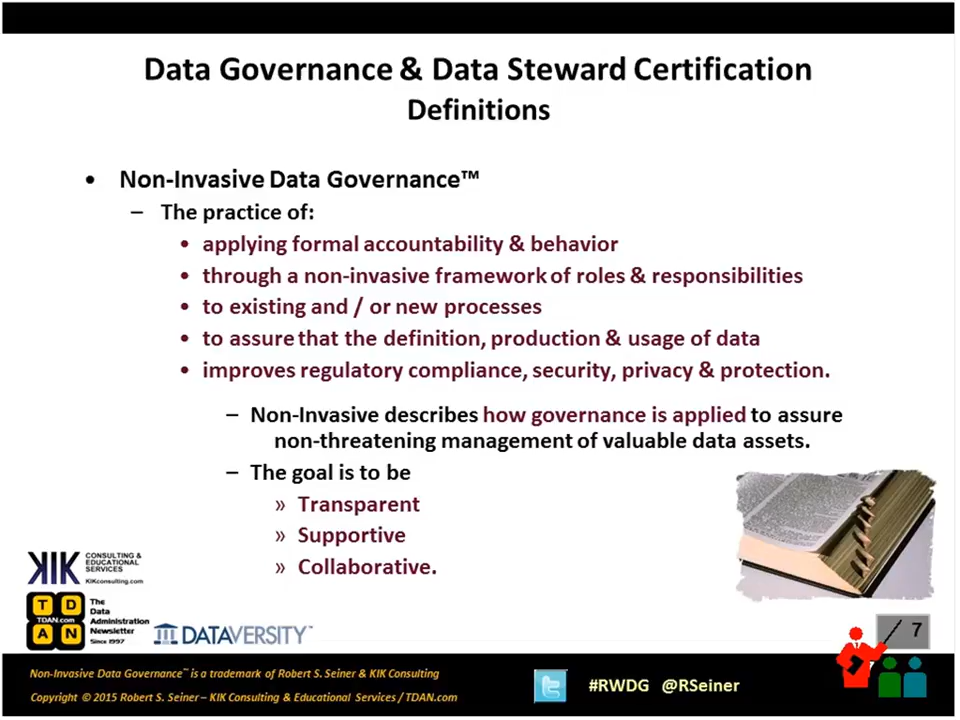 Data Governance & Data Steward Certification
Definitions
• Non-Invasive Data Governance™
– The practice of:
• applying formal accountability & behavior
• through a non-invasive framework of roles & responsibilities
• to existing and / or new processes
• to assure that the definition, production & usage of data
• improves regulatory compliance, security, privacy & protection.
– Non-Invasive describes how governance is applied to assure
non-threatening management of valuable data assets.
– The goal is to be
» Transparent
» Supportive
» Collaborative.
KIK CONSULTING &
EDUCATIONAL
SERVICES
KIKconsulting.com
T D
TDAN.com
A N
The
Data
Administration
Newsletter
Since 1997
DATAVERSITY™
7
Non-Invasive Data Governance™ is a trademark of Robert S. Seiner & KIK Consulting
Copyright © 2015 Robert S. Seiner – KIK Consulting & Educational Services / TDAN.com
#RWDG @RSeiner